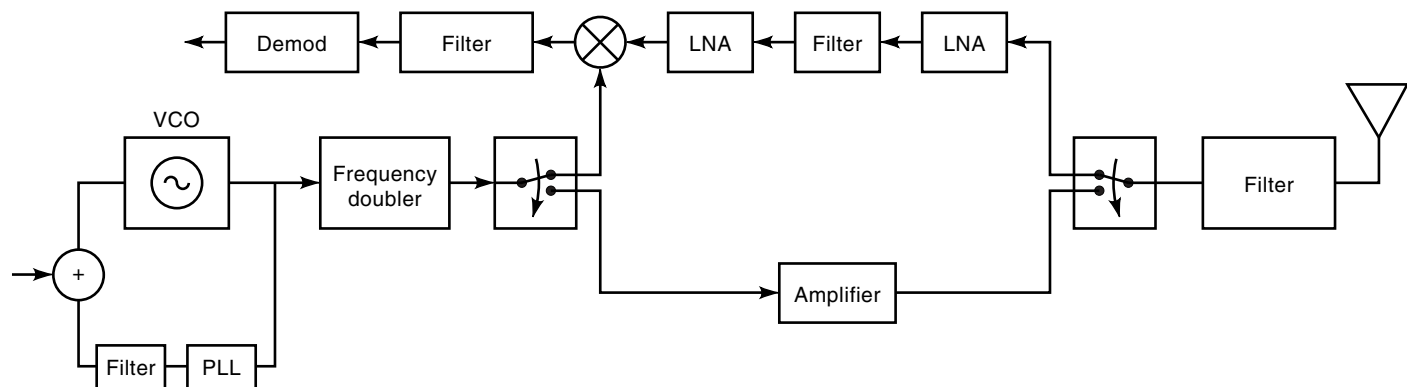 Demod
Filter
LNA
Filter
LNA
VCO
Frequency
doubler
Filter
+
Amplifier
Filter
PLL